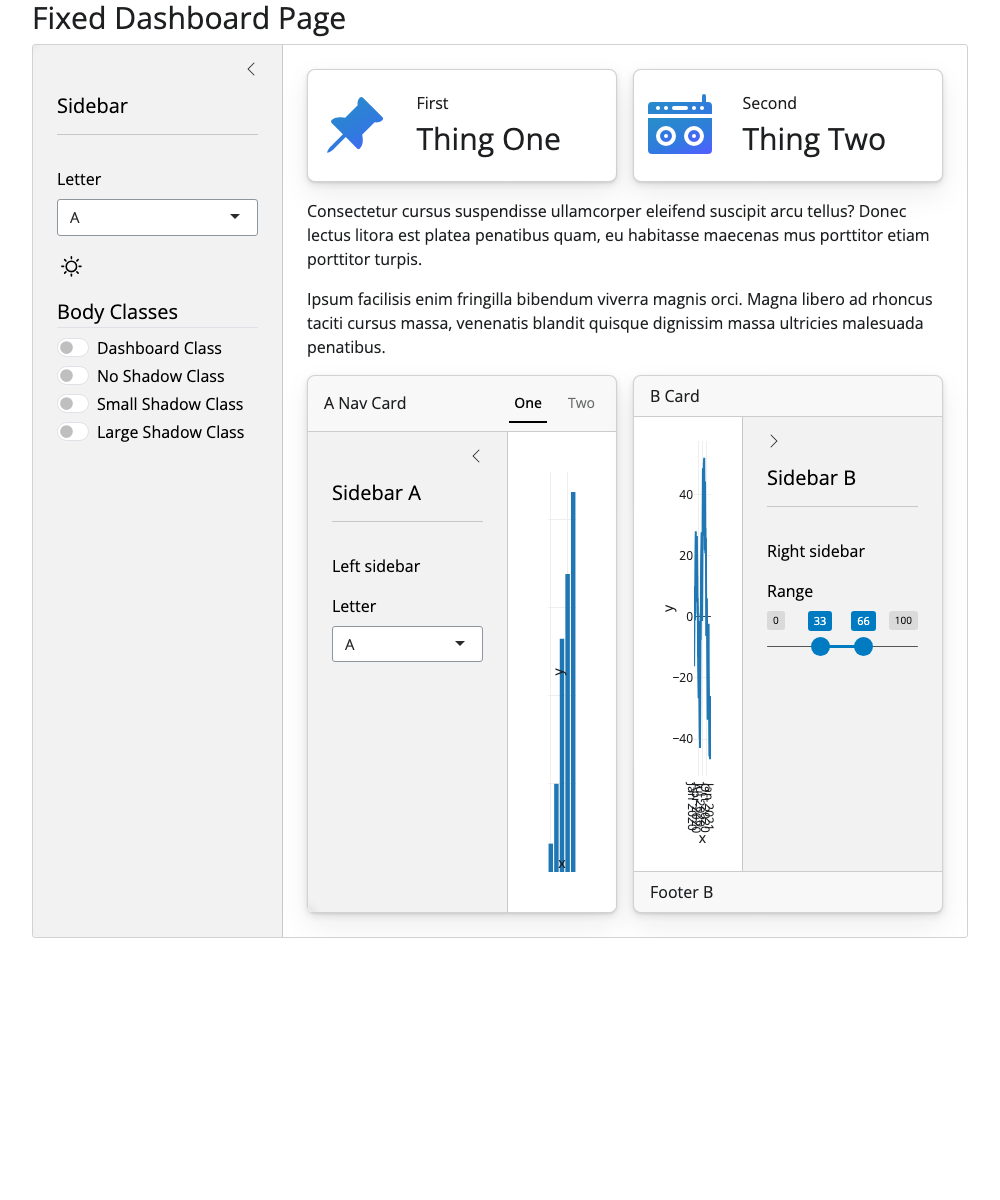 Fixed Dashboard Page
Sidebar
Letter
A
Body Classes
Dashboard Class
No Shadow Class
Small Shadow Class
Large Shadow Class
First
Thing One
Second
Thing Two
Consectetur cursus suspendisse ullamcorper eleifend suscipit arcu tellus? Donec
lectus litora est platea penatibus quam, eu habitasse maecenas mus porttitor etiam
porttitor turpis.
Ipsum facilisis enim fringilla bibendum viverra magnis orci. Magna libero ad rhoncus
taciti cursus massa, venenatis blandit quisque dignissim massa ultricies malesuada
penatibus.
A Nav Card
One
Two
Sidebar A
Left sidebar
Letter
A
y
x
B Card
40
20
0
−20
−40
y
Jan 2020
Jan 2021
x
Sidebar B
Right sidebar
Range
0
33
66
100
Footer B